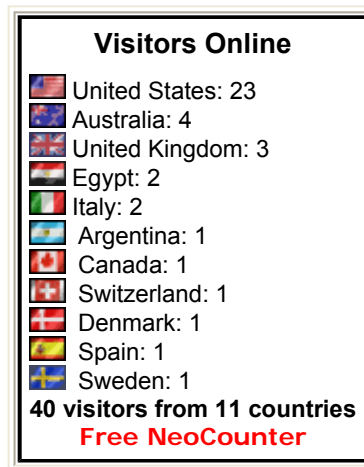 Visitors Online
United States: 23
Australia: 4
United Kingdom: 3
Egypt: 2
Italy: 2
Argentina: 1
Canada: 1
Switzerland: 1
Denmark: 1
Spain: 1
Sweden: 1
40 visitors from 11 countries
Free NeoCounter